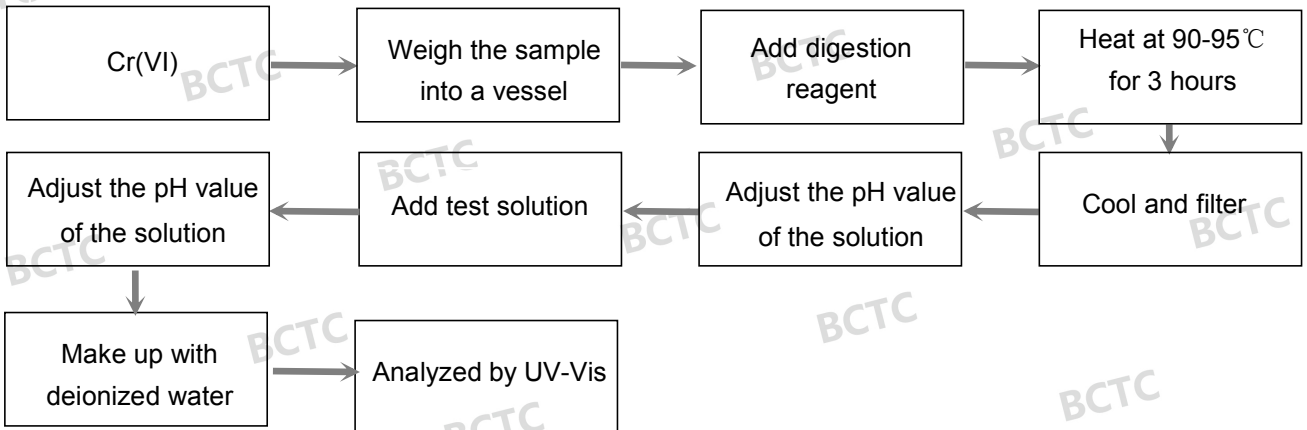 Cr(VI)
Weigh the sample
into a vessel
Add digestion
reagent
Heat at 90-95℃
for 3 hours
Cool and filter
Adjust the pH value
of the solution
Add test solution
Adjust the pH value
of the solution
Make up with
deionized water
Analyzed by UV-Vis
BCTC
BCTC
BCTC
BCTC
BCTC
BCTC
BCTC
BCTC
BCTC
BCTC